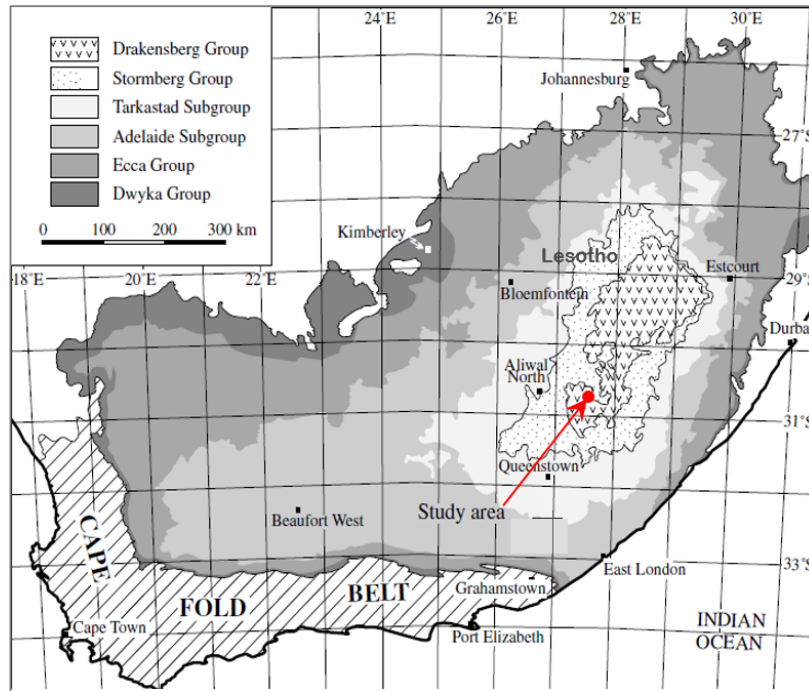 24°E
26°E
28°E
30°E
Drakensberg Group
Stormberg Group
Tarkastad Subgroup
Adelaide Subgroup
Ecca Group
Dwyka Group
0 100 200 300 km
Johannesburg
27°S
Kimberley
Lesotho
18°E
20°E
22°E
Estcourt
29°S
Bloemfontein
Durba
Aliwal
North
31°S
Queenstown
Study area
Beaufort West
CAPE
33°S
East London
FOLD
BELT
Grahamstown
Cape Town
Port Elizabeth
INDIAN
OCEAN